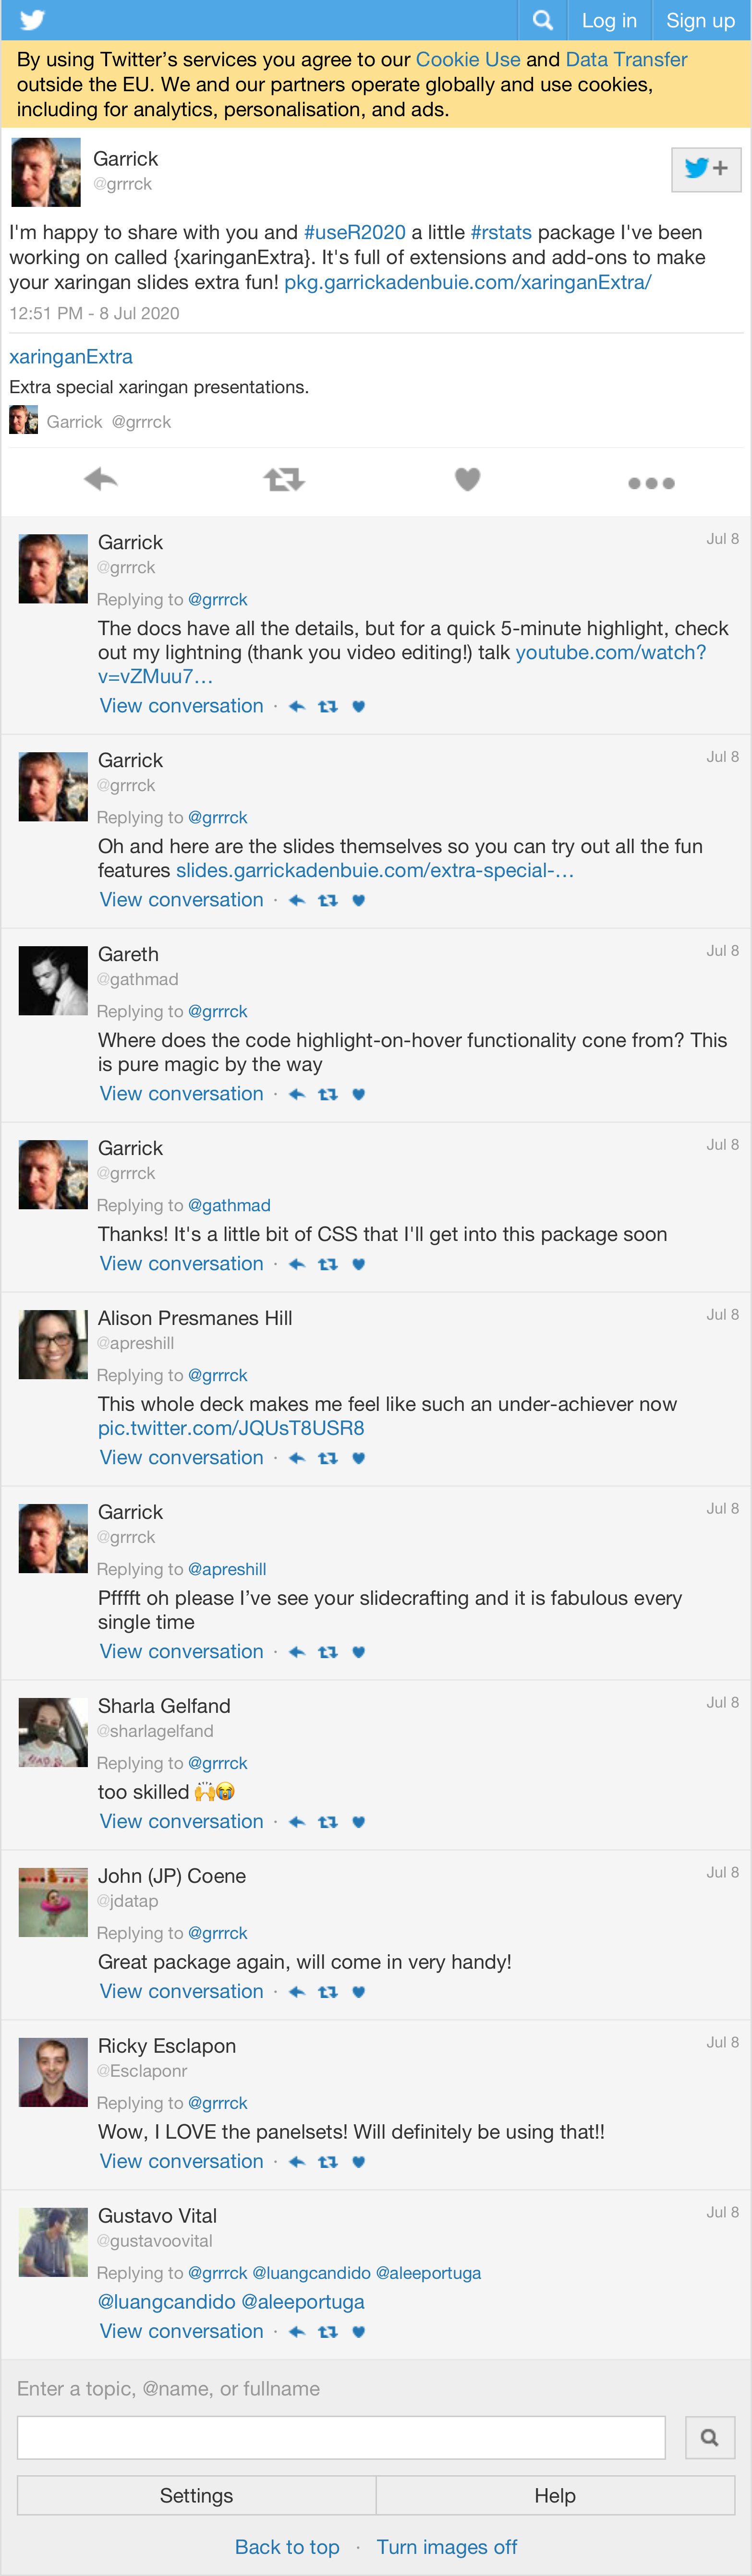 Log in
Sign up
By using Twitter’s services you agree to our Cookie Use and Data Transfer
outside the EU. We and our partners operate globally and use cookies,
including for analytics, personalisation, and ads.
Garrick
@grrrck
I'm happy to share with you and #useR2020 a little #rstats package I've been
working on called {xaringanExtra}. It's full of extensions and add-ons to make
your xaringan slides extra fun! pkg.garrickadenbuie.com/xaringanExtra/
12:51 PM - 8 Jul 2020
xaringanExtra
Extra special xaringan presentations.
Garrick @grrrck
Garrick
Jul 8
@grrrck
Replying to @grrrck
The docs have all the details, but for a quick 5-minute highlight, check
out my lightning (thank you video editing!) talk youtube.com/watch?
v=vZMuu7…
View conversation ·
Garrick
Jul 8
@grrrck
Replying to @grrrck
Oh and here are the slides themselves so you can try out all the fun
features slides.garrickadenbuie.com/extra-special-…
View conversation ·
Gareth
Jul 8
@gathmad
Replying to @grrrck
Where does the code highlight-on-hover functionality cone from? This
is pure magic by the way
View conversation ·
Garrick
Jul 8
@grrrck
Replying to @gathmad
Thanks! It's a little bit of CSS that I'll get into this package soon
View conversation ·
Alison Presmanes Hill
Jul 8
@apreshill
Replying to @grrrck
This whole deck makes me feel like such an under-achiever now
pic.twitter.com/JQUsT8USR8
View conversation ·
Garrick
Jul 8
@grrrck
Replying to @apreshill
Pfffft oh please I’ve see your slidecrafting and it is fabulous every
single time
View conversation ·
Sharla Gelfand
Jul 8
@sharlagelfand
Replying to @grrrck
too skilled 🙌😭
View conversation ·
John (JP) Coene
Jul 8
@jdatap
Replying to @grrrck
Great package again, will come in very handy!
View conversation ·
Ricky Esclapon
Jul 8
@Esclaponr
Replying to @grrrck
Wow, I LOVE the panelsets! Will definitely be using that!!
View conversation ·
Gustavo Vital
Jul 8
@gustavoovital
Replying to @grrrck @luangcandido @aleeportuga
@luangcandido @aleeportuga
View conversation ·
Enter a topic, @name, or fullname
Settings
Help
Back to top · Turn images off